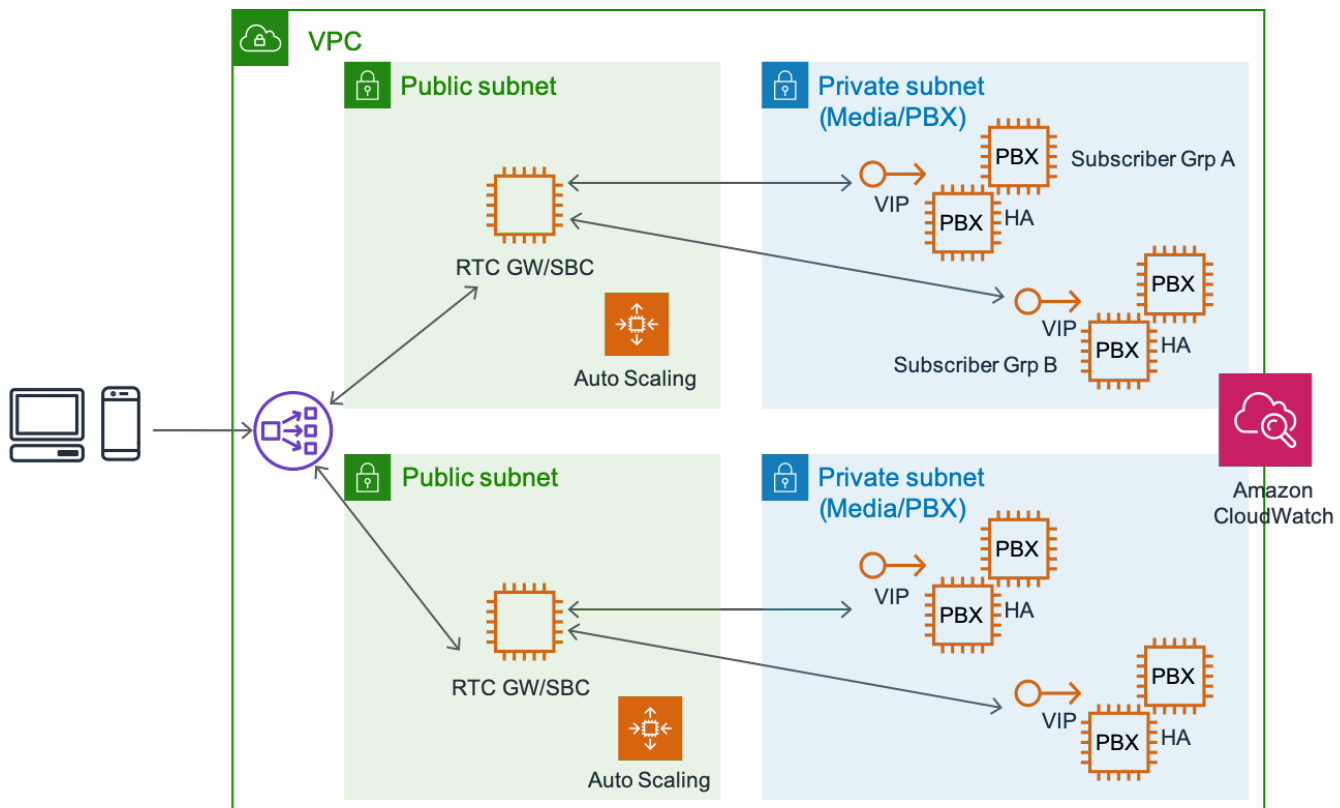 VPC
Public subnet
RTC GW/SBC
Auto Scaling
Private subnet
(Media/PBX)
PBX
Subscriber Grp A
VIP
PBX
HA
PBX
VIP
PBX
HA
Subscriber Grp B
Public subnet
RTC GW/SBC
Auto Scaling
Private subnet
(Media/PBX)
PBX
VIP
PBX
HA
PBX
VIP
PBX
HA
Amazon
CloudWatch